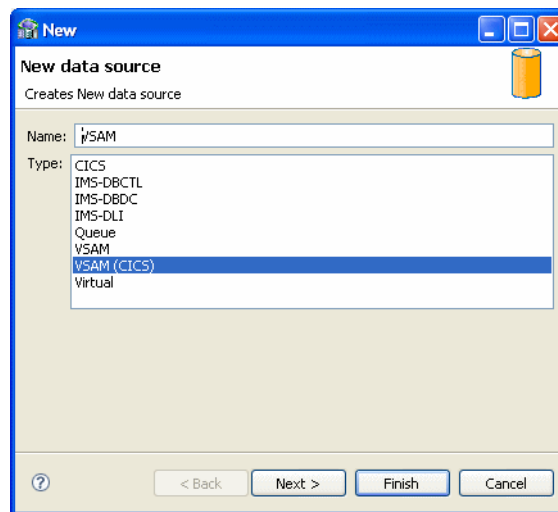 New
New data source
Creates New data source
Name: VSAM
Type: CICS
IMS-DBCTL
IMS-DBDC
IMS-DLI
Queue
VSAM
VSAM (CICS)
Virtual
? < Back Next > Finish Cancel